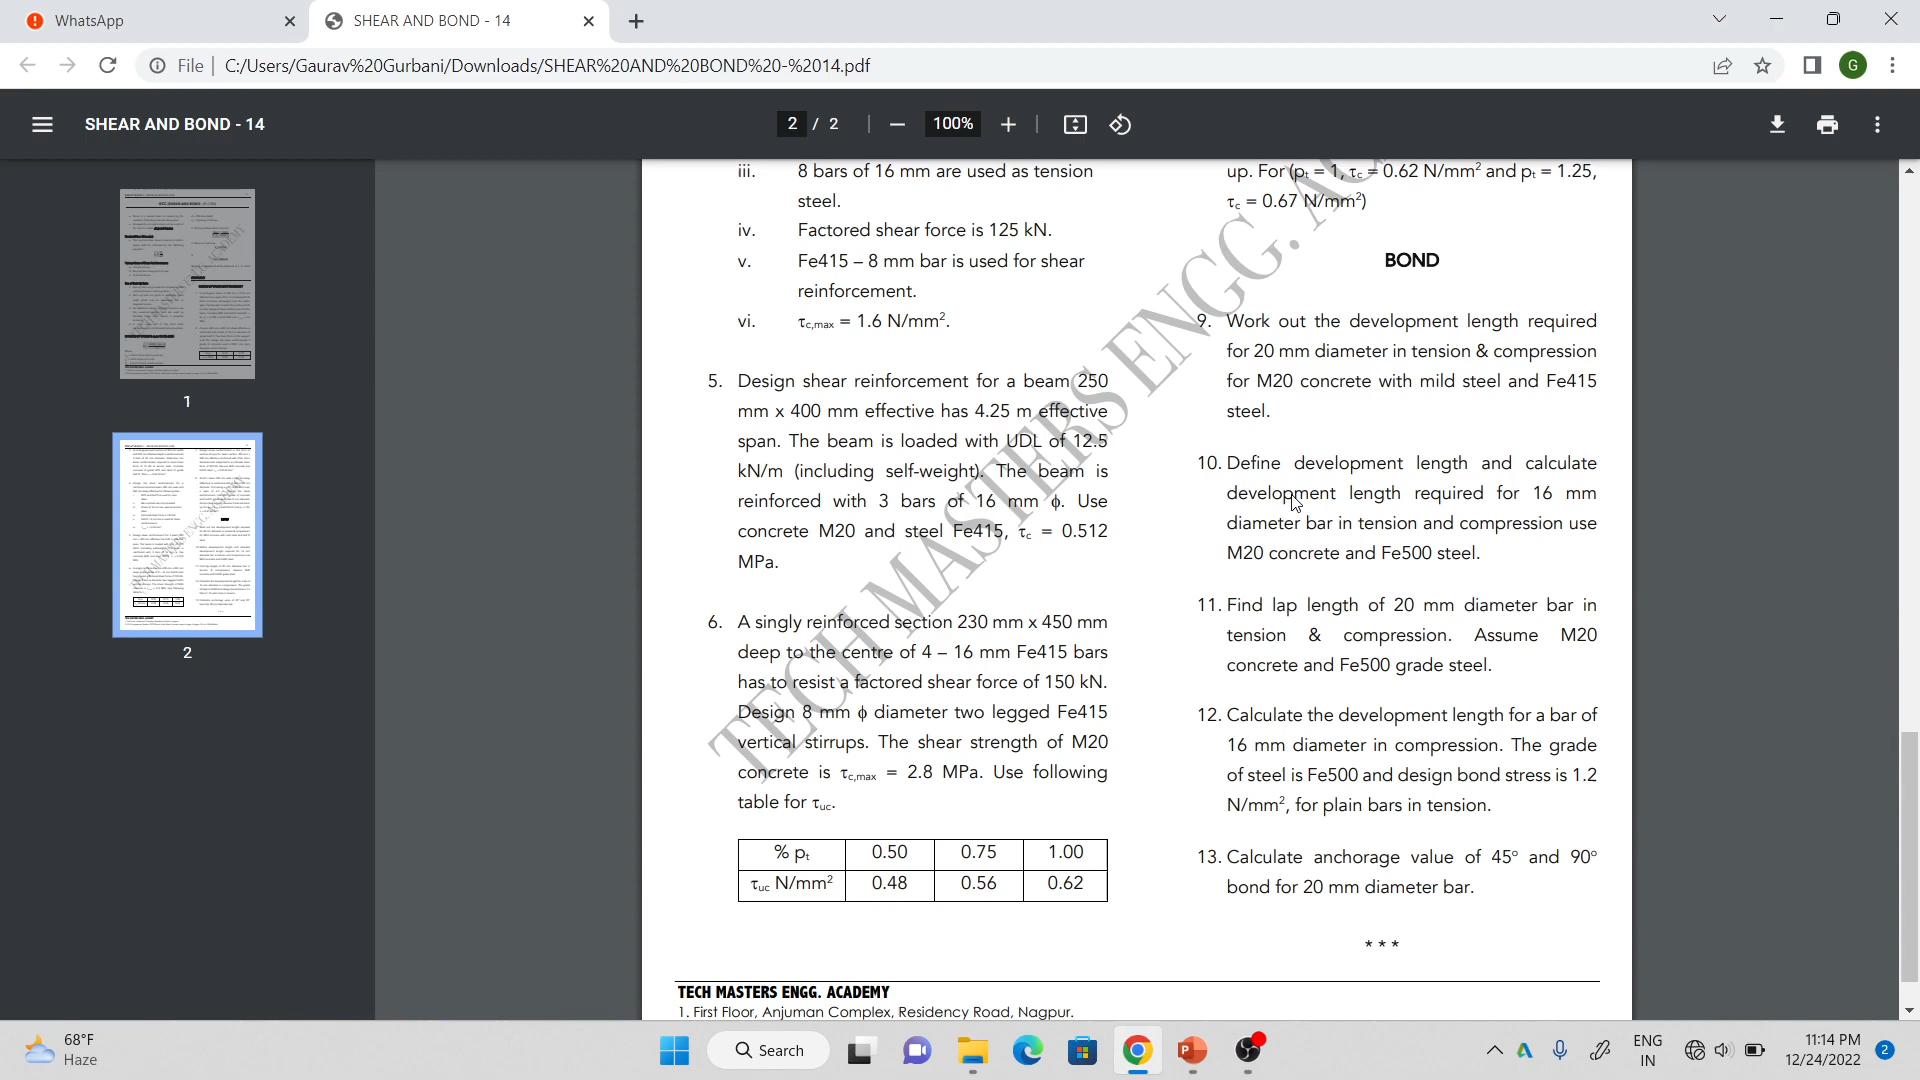 WhatsApp
SHEAR AND BOND - 14
File
C:/Users/Gaurav%20Gurbani/Downloads/SHEAR%20AND%20BOND%20-%2014.pdf
G
SHEAR AND BOND - 14
2 / 2
100%
1
2
iii. 8 bars of 16 mm are used as tension
steel.
iv. Factored shear force is 125 kN.
v. Fe415 – 8 mm bar is used for shear
reinforcement.
vi. τc,max = 1.6 N/mm².
5. Design shear reinforcement for a beam 250
mm x 400 mm effective has 4.25 m effective
span. The beam is loaded with UDL of 12.5
kN/m (including self-weight). The beam is
reinforced with 3 bars of 16 mm ϕ. Use
concrete M20 and steel Fe415, τc = 0.512
MPa.
6. A singly reinforced section 230 mm x 450 mm
deep to the centre of 4 – 16 mm Fe415 bars
has to resist a factored shear force of 150 kN.
Design 8 mm ϕ diameter two legged Fe415
vertical stirrups. The shear strength of M20
concrete is τc,max = 2.8 MPa. Use following
table for τuc.
% pt 0.50 0.75 1.00
τuc N/mm² 0.48 0.56 0.62
up. For (pt = 1, τc = 0.62 N/mm² and pt = 1.25,
τc = 0.67 N/mm²)
BOND
9. Work out the development length required
for 20 mm diameter in tension & compression
for M20 concrete with mild steel and Fe415
steel.
10. Define development length and calculate
development length required for 16 mm
diameter bar in tension and compression use
M20 concrete and Fe500 steel.
11. Find lap length of 20 mm diameter bar in
tension & compression. Assume M20
concrete and Fe500 grade steel.
12. Calculate the development length for a bar of
16 mm diameter in compression. The grade
of steel is Fe500 and design bond stress is 1.2
N/mm², for plain bars in tension.
13. Calculate anchorage value of 45° and 90°
bond for 20 mm diameter bar.
* * *
TECH MASTERS ENGG. AC
TECH MASTERS ENGG. ACADEMY
1. First Floor, Anjuman Complex, Residency Road, Nagpur.
68°F
Haze
Search
ENG
IN
11:14 PM
12/24/2022
2